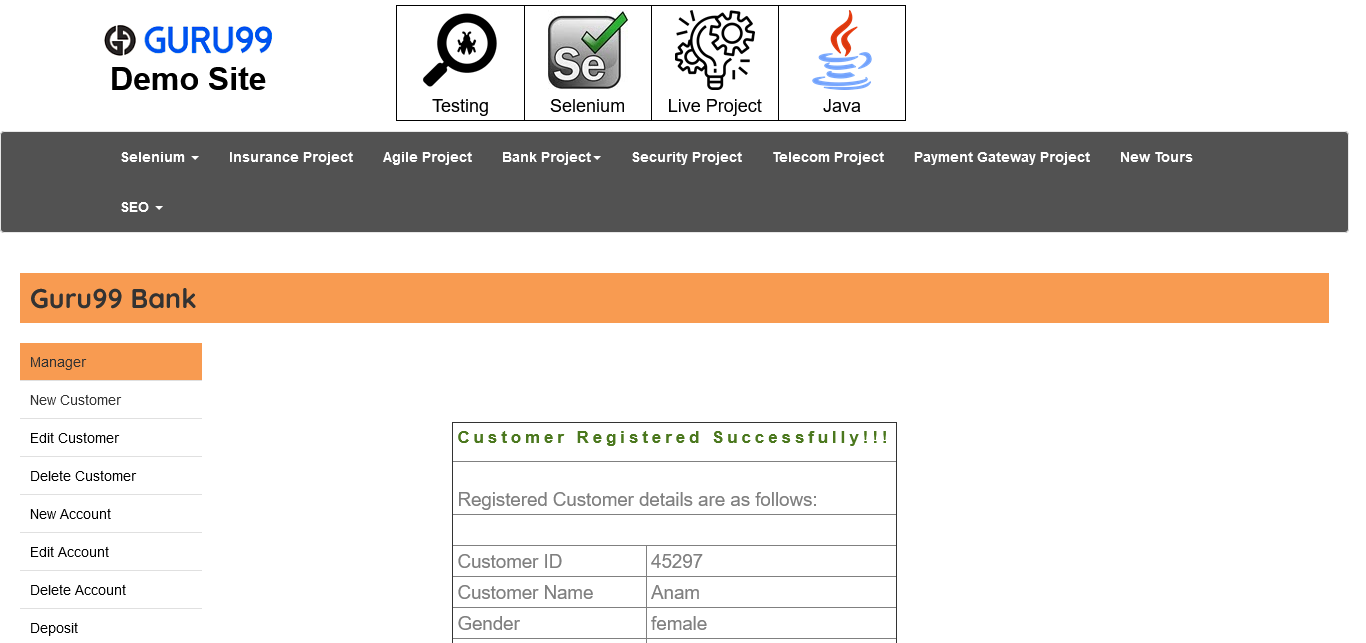 GURU99
Demo Site
Se
Testing Selenium Live Project Java
Selenium Insurance Project Agile Project Bank Project Security Project Telecom Project Payment Gateway Project New Tours
SEO
Guru99 Bank
Manager
New Customer
Edit Customer
Delete Customer
New Account
Edit Account
Delete Account
Deposit
Customer Registered Successfully!!!
Registered Customer details are as follows:
Customer ID 45297
Customer Name Anam
Gender female